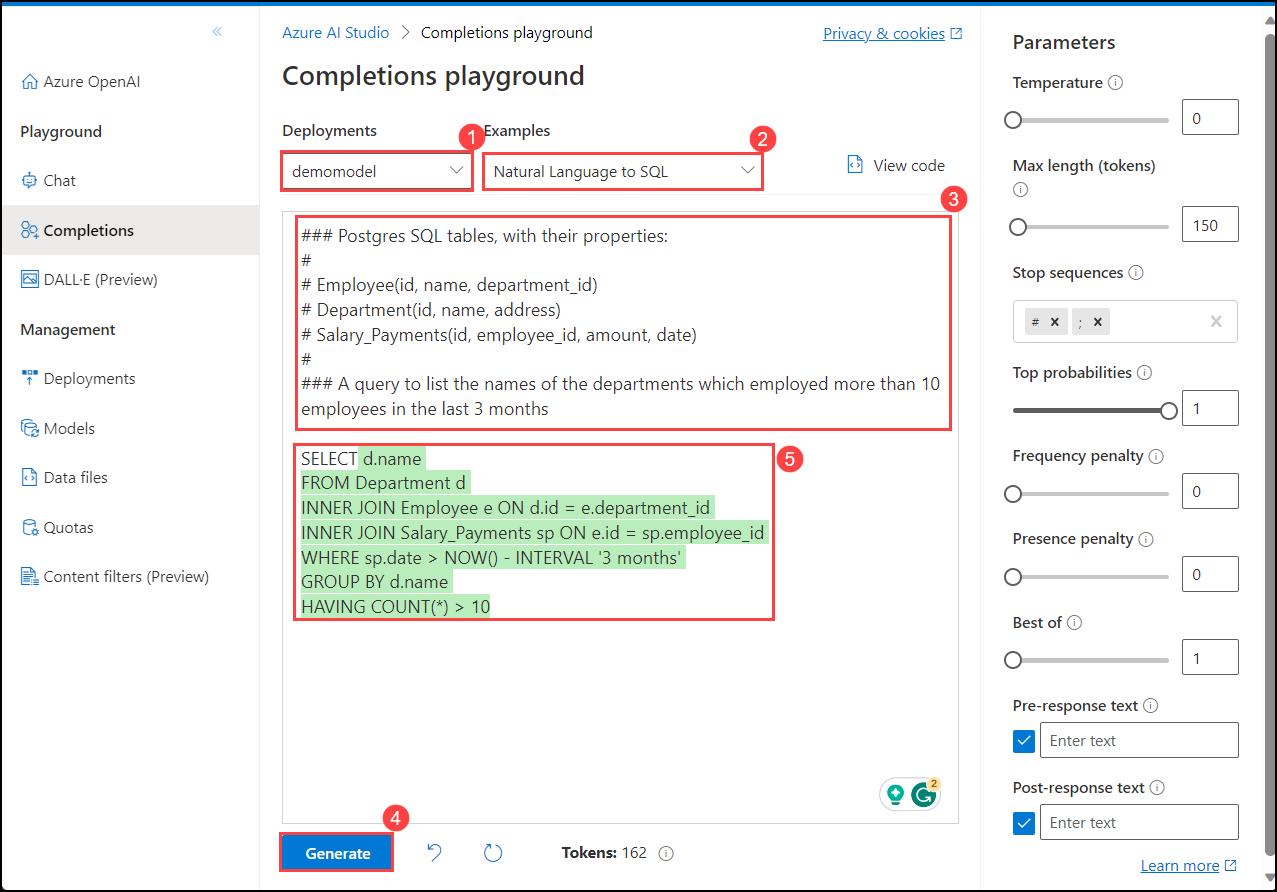 Azure OpenAI
Playground
Chat
Completions
DALL·E (Preview)
Management
Deployments
Models
Data files
Quotas
Content filters (Preview)
Azure AI Studio > Completions playground
Privacy & cookies
Completions playground
Deployments
1
Examples
2
demomodel
Natural Language to SQL
View code
3
### Postgres SQL tables, with their properties:
#
# Employee(id, name, department_id)
# Department(id, name, address)
# Salary_Payments(id, employee_id, amount, date)
#
### A query to list the names of the departments which employed more than 10
employees in the last 3 months
5
SELECT d.name
FROM Department d
INNER JOIN Employee e ON d.id = e.department_id
INNER JOIN Salary_Payments sp ON e.id = sp.employee_id
WHERE sp.date > NOW() - INTERVAL '3 months'
GROUP BY d.name
HAVING COUNT(*) > 10
2
4
Generate
Tokens: 162
Parameters
Temperature
0
Max length (tokens)
150
Stop sequences
# ;
Top probabilities
1
Frequency penalty
0
Presence penalty
0
Best of
1
Pre-response text
Enter text
Post-response text
Enter text
Learn more